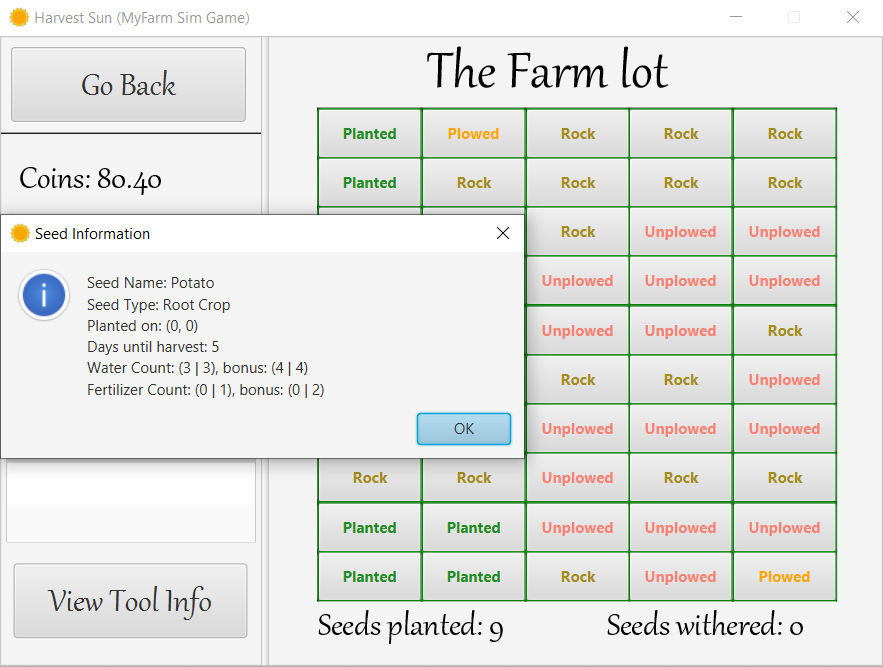 Harvest Sun (MyFarm Sim Game)
Go Back
Coins: 80.40
The Farm lot
Planted Plowed Rock Rock Rock
Planted Rock Rock Rock Rock
Rock Unplowed Unplowed
Unplowed Unplowed Unplowed
Unplowed Unplowed Rock
Rock Rock Unplowed
Unplowed Unplowed Unplowed
Rock Rock Unplowed Rock Rock
Planted Planted Unplowed Unplowed Unplowed
Planted Planted Rock Unplowed Plowed
Seed Information
Seed Name: Potato
Seed Type: Root Crop
Planted on: (0, 0)
Days until harvest: 5
Water Count: (3 | 3), bonus: (4 | 4)
Fertilizer Count: (0 | 1), bonus: (0 | 2)
OK
View Tool Info
Seeds planted: 9
Seeds withered: 0